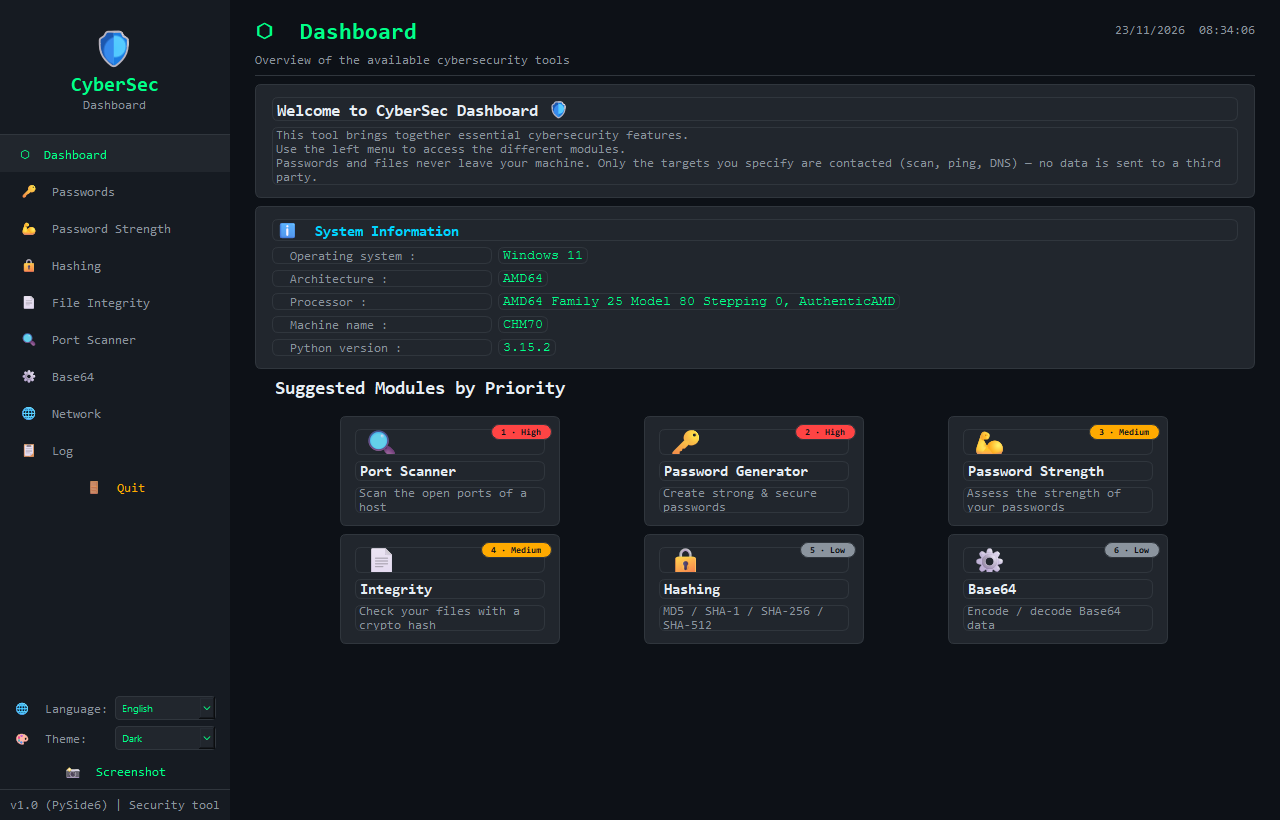 CyberSec
Dashboard
Dashboard
Passwords
Password Strength
Hashing
File Integrity
Port Scanner
Base64
Network
Log
Quit
Language: English
Theme: Dark
Screenshot
v1.0 (PySide6) | Security tool
Dashboard
23/11/2026 08:34:06
Overview of the available cybersecurity tools
Welcome to CyberSec Dashboard
This tool brings together essential cybersecurity features.
Use the left menu to access the different modules.
Passwords and files never leave your machine. Only the targets you specify are contacted (scan, ping, DNS) — no data is sent to a third
party.
System Information
Operating system : Windows 11
Architecture : AMD64
Processor : AMD64 Family 25 Model 80 Stepping 0, AuthenticAMD
Machine name : CHM70
Python version : 3.15.2
Suggested Modules by Priority
1 · High
Port Scanner
Scan the open ports of a
host
2 · High
Password Generator
Create strong & secure
passwords
3 · Medium
Password Strength
Assess the strength of
your passwords
4 · Medium
Integrity
Check your files with a
crypto hash
5 · Low
Hashing
MD5 / SHA-1 / SHA-256 /
SHA-512
6 · Low
Base64
Encode / decode Base64
data